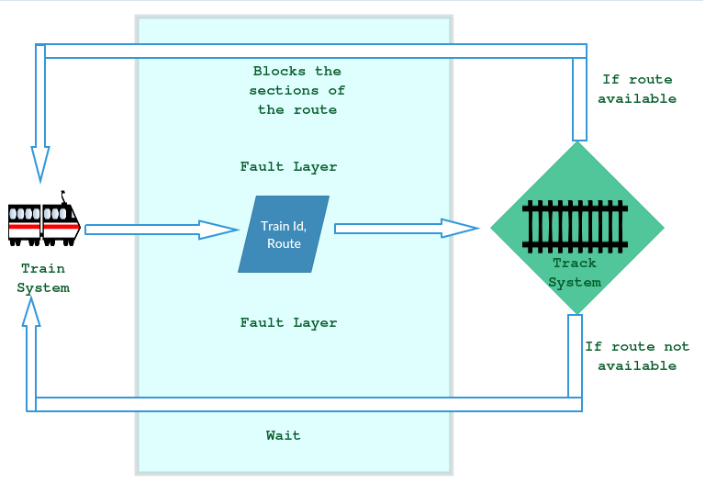 Blocks the
sections of
the route
If route
available
Fault Layer
Train Id,
Route
Train
System
Track
System
Fault Layer
If route not
available
Wait